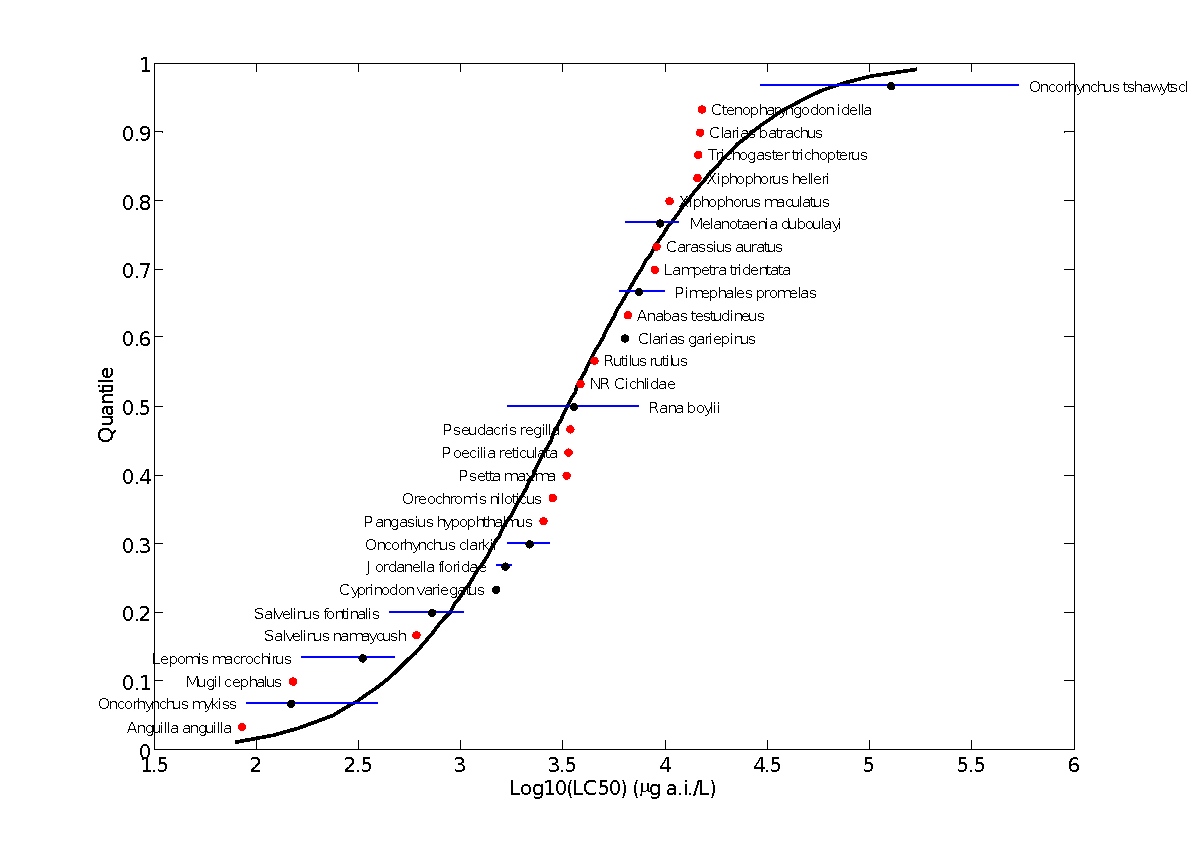 1
Oncorhynchus tshawytscl
Ctenopharyngodon idella
0.9
Clarias batrachus
Trichogaster trichopterus
Xiphophorus helleri
0.8
Xiphophorus maculatus
Melanotaenia duboulayi
Carassius auratus
0.7
Lampetra tridentata
Pimephales promelas
Anabas testudineus
0.6
Clarias gariepinus
Rutilus rutilus
NR Cichlidae
0.5
Rana boylii
Quantile
Pseudacris regilla
Poecilia reticulata
0.4
Psetta maxima
Oreochromis niloticus
Pangasius hypophthalmus
0.3
Oncorhynchus clarkii
Jordanella floridae
Cyprinodon variegatus
0.2
Salvelinus fontinalis
Salvelinus namaycush
Lepomis macrochirus
0.1
Mugil cephalus
Oncorhynchus mykiss
Anguilla anguilla
0
1.5 2 2.5 3 3.5 4 4.5 5 5.5 6
Log10(LC50) (μg a.i./L)